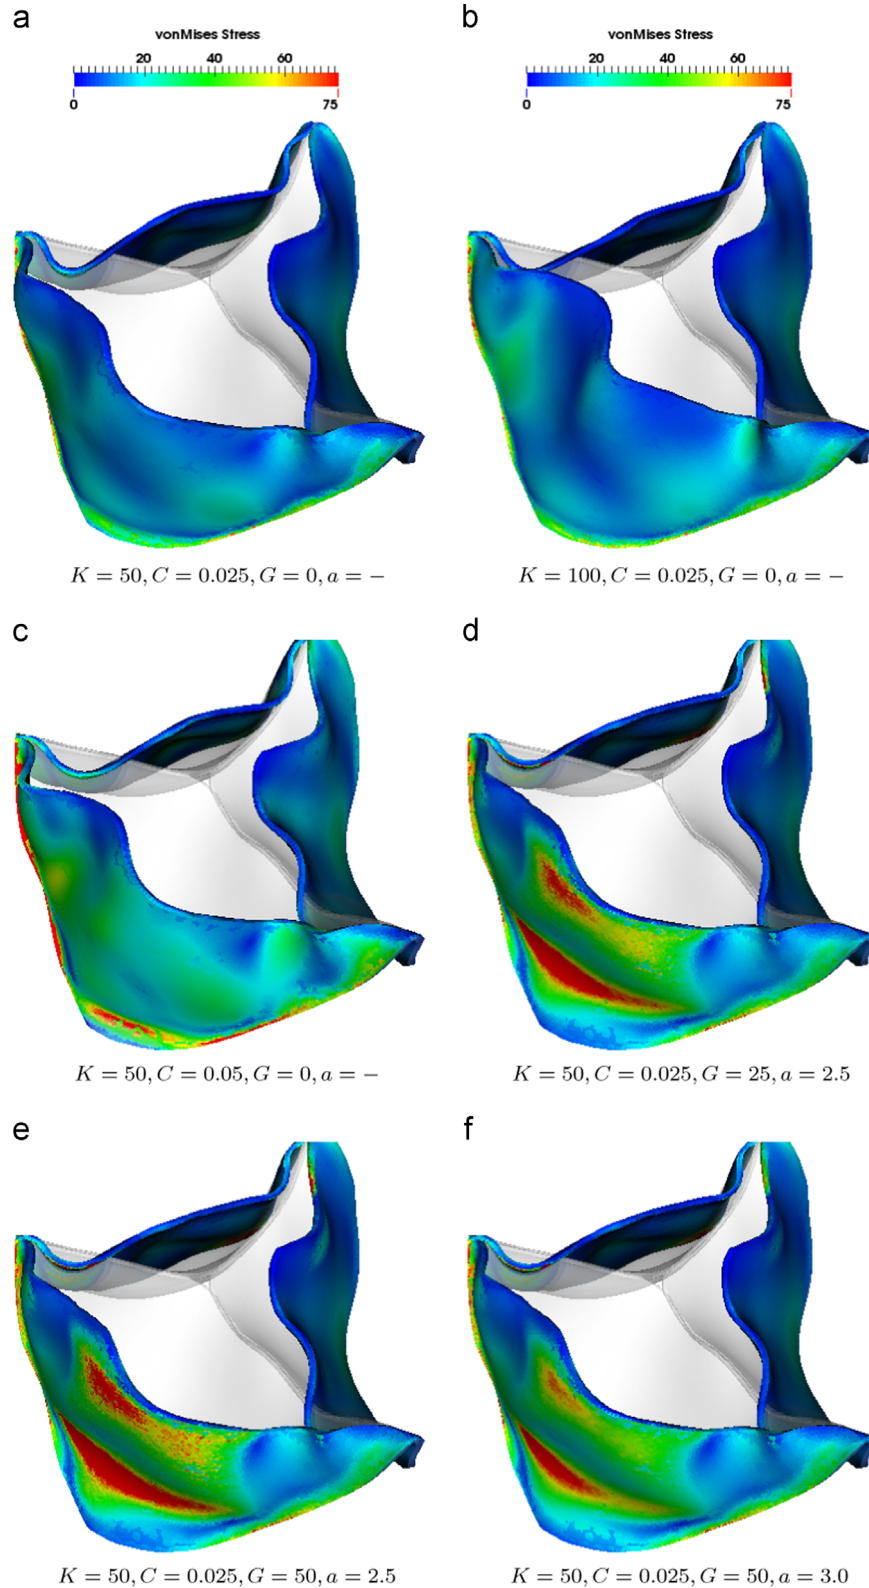 a
b
vonMises Stress
vonMises Stress
20 40 60
20 40 60
0 75
0 75
K = 50, C = 0.025, G = 0, a = −
K = 100, C = 0.025, G = 0, a = −
c
d
K = 50, C = 0.05, G = 0, a = −
K = 50, C = 0.025, G = 25, a = 2.5
e
f
K = 50, C = 0.025, G = 50, a = 2.5
K = 50, C = 0.025, G = 50, a = 3.0